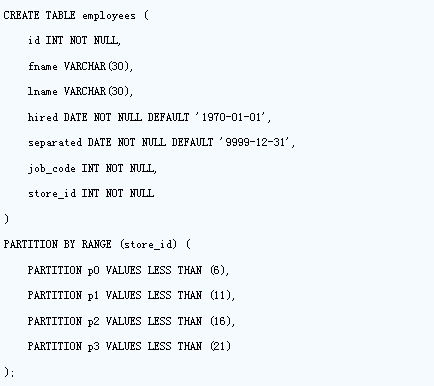 CREATE TABLE employees (
    id INT NOT NULL,
    fname VARCHAR(30),
    lname VARCHAR(30),
    hired DATE NOT NULL DEFAULT '1970-01-01',
    separated DATE NOT NULL DEFAULT '9999-12-31',
    job_code INT NOT NULL,
    store_id INT NOT NULL
)
PARTITION BY RANGE (store_id) (
    PARTITION p0 VALUES LESS THAN (6),
    PARTITION p1 VALUES LESS THAN (11),
    PARTITION p2 VALUES LESS THAN (16),
    PARTITION p3 VALUES LESS THAN (21)
);